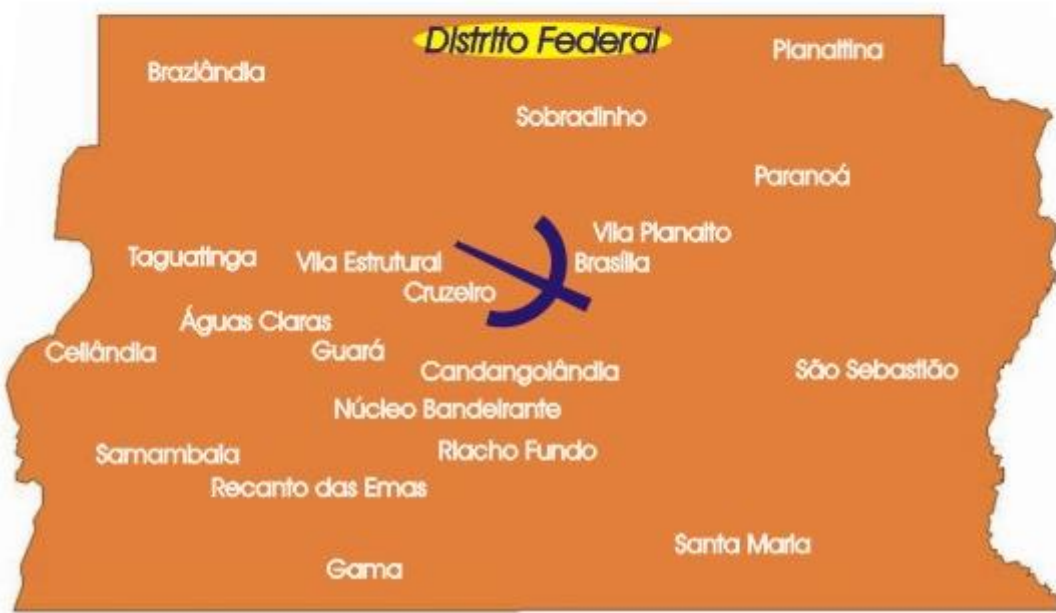 Distrito Federal
Planaltina
Brazlândia
Sobradinho
Paranoá
Vila Planalto
Taguatinga
Vila Estrutural
Brasília
Cruzeiro
Águas Claras
Ceilândia
Guará
Candangolândia
São Sebastião
Núcleo Bandeirante
Samambaia
Riacho Fundo
Recanto das Emas
Santa Maria
Gama